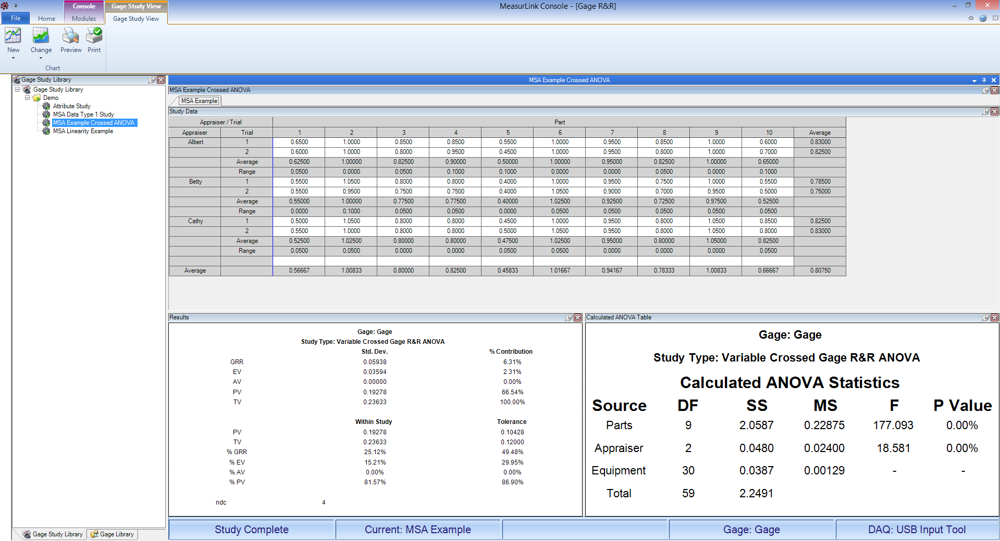 Console Gage Study View MeasurLink Console - [Gage R&R]
File Home Modules Gage Study View
New Change Preview Print
Chart
Gage Study Library
Gage Study Library
Demo
Attribute Study
MSA Data Type 1 Study
MSA Example Crossed ANOVA
MSA Linearity Example
Gage Study Library Gage Library
MSA Example Crossed ANOVA
MSA Example Crossed ANOVA
MSA Example
Study Data
Appraiser / Trial Part
Appraiser Trial 1 2 3 4 5 6 7 8 9 10 Average
Albert 1 0.6500 1.0000 0.8500 0.8500 0.5500 1.0000 0.9500 0.8500 1.0000 0.6000 0.83000
2 0.6000 1.0000 0.8000 0.9500 0.4500 1.0000 0.9500 0.8000 1.0000 0.7000 0.82500
Average 0.62500 1.00000 0.82500 0.90000 0.50000 1.00000 0.95000 0.82500 1.00000 0.65000
Range 0.0500 0.0000 0.0500 0.1000 0.1000 0.0000 0.0000 0.0500 0.0000 0.1000
Betty 1 0.5500 1.0500 0.8000 0.8000 0.4000 1.0000 0.9500 0.7500 1.0000 0.5500 0.78500
2 0.5500 0.9500 0.7500 0.7500 0.4000 1.0500 0.9000 0.7000 0.9500 0.5000 0.75000
Average 0.55000 1.00000 0.77500 0.77500 0.40000 1.02500 0.92500 0.72500 0.97500 0.52500
Range 0.0000 0.1000 0.0500 0.0500 0.0000 0.0500 0.0500 0.0500 0.0500 0.0500
Cathy 1 0.5000 1.0500 0.8000 0.8000 0.4500 1.0000 0.9500 0.8000 1.0500 0.8500 0.82500
2 0.5500 1.0000 0.8000 0.8000 0.5000 1.0500 0.9500 0.8000 1.0500 0.8000 0.83000
Average 0.52500 1.02500 0.80000 0.80000 0.47500 1.02500 0.95000 0.80000 1.05000 0.82500
Range 0.0500 0.0500 0.0000 0.0000 0.0500 0.0500 0.0000 0.0000 0.0000 0.0500
Average 0.56667 1.00833 0.80000 0.82500 0.45833 1.01667 0.94167 0.78333 1.00833 0.66667 0.80750
Results
Gage: Gage
Study Type: Variable Crossed Gage R&R ANOVA
Std. Dev. % Contribution
GRR 0.05938 6.31%
EV 0.03594 2.31%
AV 0.00000 0.00%
PV 0.19278 66.54%
TV 0.23633 100.00%
Within Study Tolerance
PV 0.19278 0.10428
TV 0.23633 0.12000
% GRR 25.12% 49.48%
% EV 15.21% 29.95%
% AV 0.00% 0.00%
% PV 81.57% 86.90%
ndc 4
Calculated ANOVA Table
Gage: Gage
Study Type: Variable Crossed Gage R&R ANOVA
Calculated ANOVA Statistics
Source DF SS MS F P Value
Parts 9 2.0587 0.22875 177.093 0.00%
Appraiser 2 0.0480 0.02400 18.581 0.00%
Equipment 30 0.0387 0.00129 - -
Total 59 2.2491
Study Complete Current: MSA Example Gage: Gage DAQ: USB Input Tool